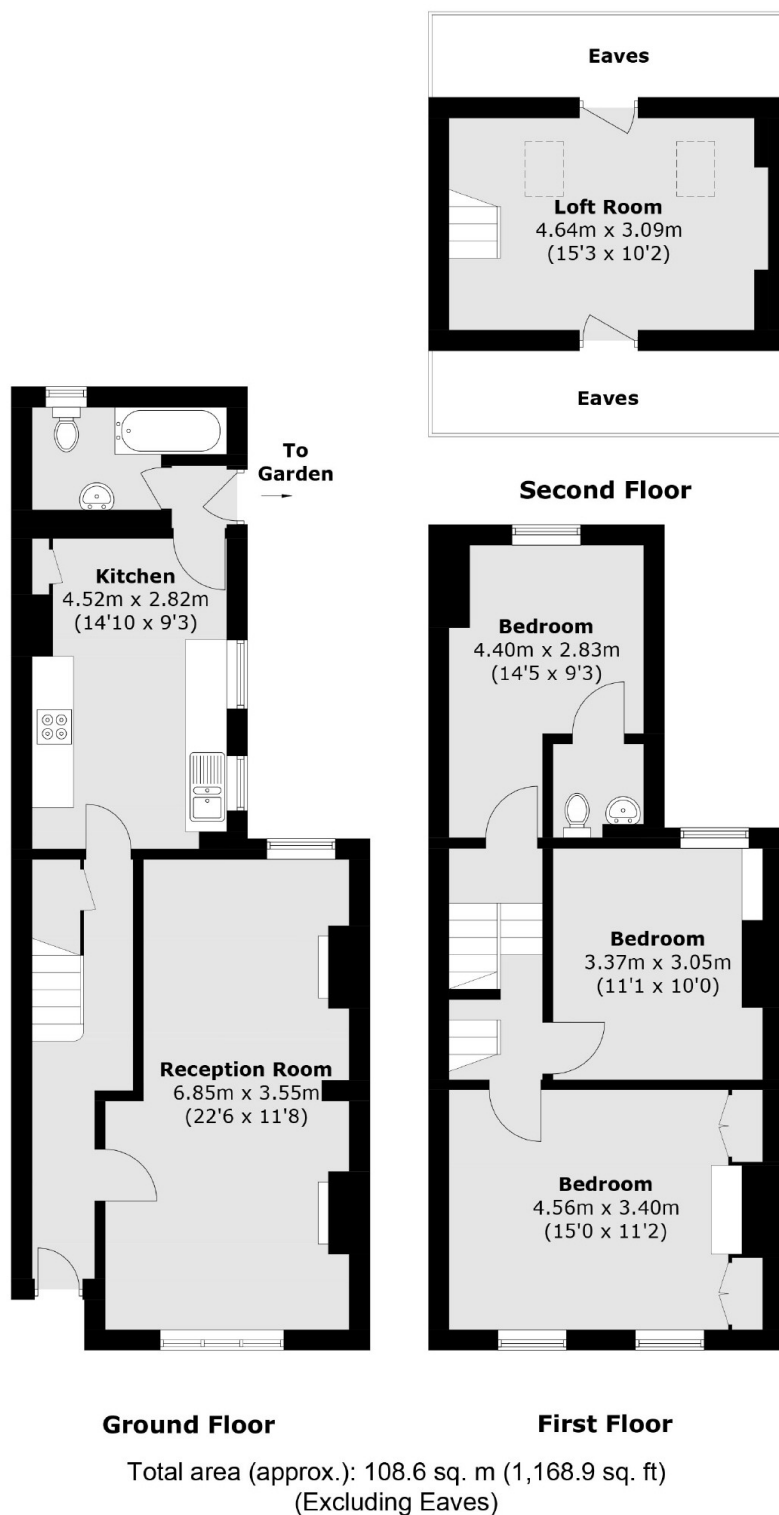 Eaves
Loft Room
4.64m x 3.09m
(15'3 x 10'2)
Eaves
Second Floor
To
Garden
Kitchen
4.52m x 2.82m
(14'10 x 9'3)
Reception Room
6.85m x 3.55m
(22'6 x 11'8)
Ground Floor
Bedroom
4.40m x 2.83m
(14'5 x 9'3)
Bedroom
3.37m x 3.05m
(11'1 x 10'0)
Bedroom
4.56m x 3.40m
(15'0 x 11'2)
First Floor
Total area (approx.): 108.6 sq. m (1,168.9 sq. ft)
(Excluding Eaves)